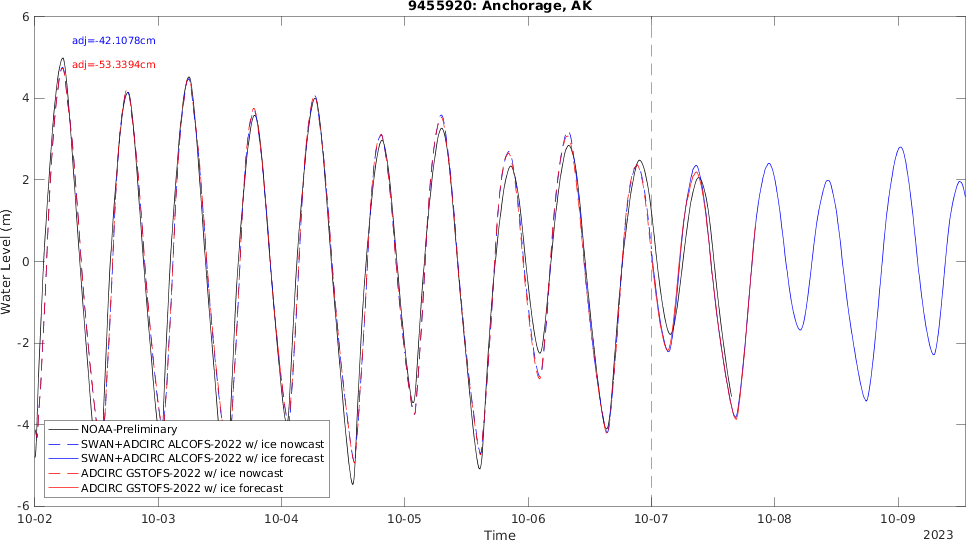 9455920: Anchorage, AK
6
adj=-42.1078cm
adj=-53.3394cm
4
2
0
-2
-4
-6
Water Level (m)
NOAA-Preliminary
SWAN+ADCIRC ALCOFS-2022 w/ ice nowcast
SWAN+ADCIRC ALCOFS-2022 w/ ice forecast
ADCIRC GSTOFS-2022 w/ ice nowcast
ADCIRC GSTOFS-2022 w/ ice forecast
10-02 10-03 10-04 10-05 10-06 10-07 10-08 10-09
Time
2023